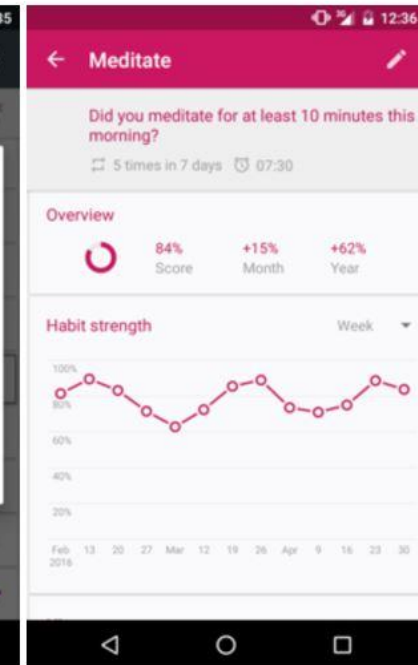 35
12:36
Meditate
Did you meditate for at least 10 minutes this
morning?
5 times in 7 days 07:30
Overview
84% +15% +62%
Score Month Year
Habit strength Week
100%
80%
60%
40%
20%
Feb 13 20 27 Mar 12 19 26 Apr 9 16 23 30
2016